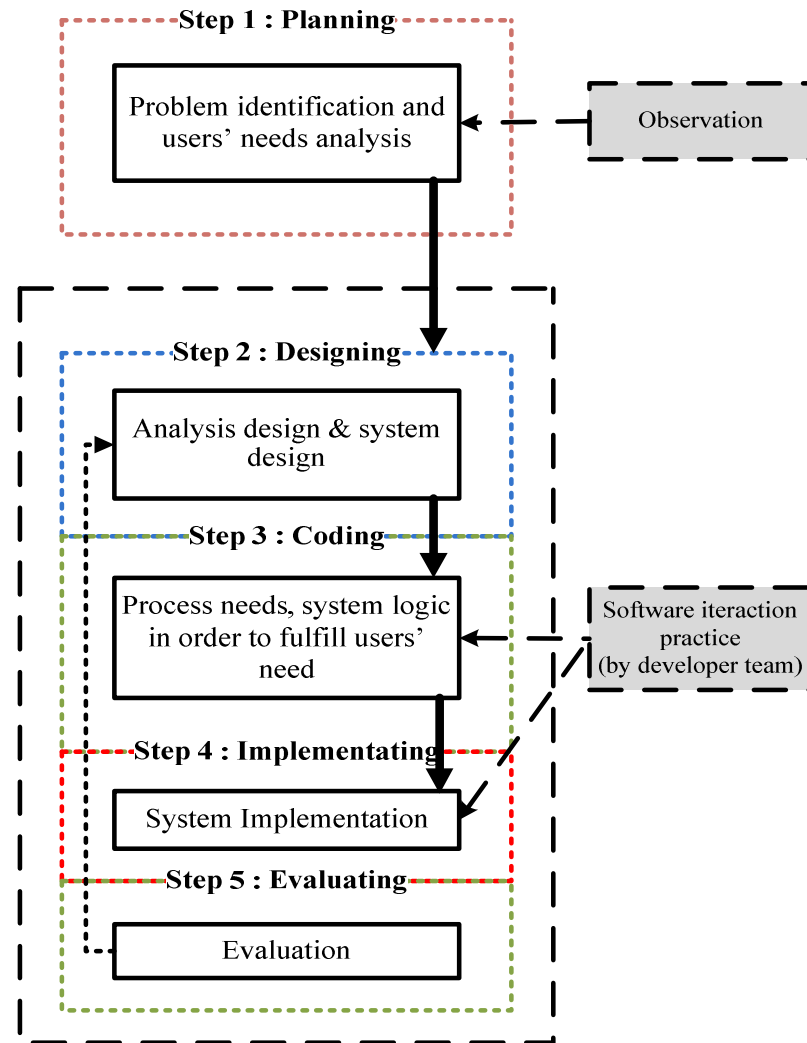 Step 1 : Planning
Problem identification and
users’ needs analysis
Observation
Step 2 : Designing
Analysis design & system
design
Step 3 : Coding
Process needs, system logic
in order to fulfill users’
need
Software iteraction
practice
(by developer team)
Step 4 : Implementating
System Implementation
Step 5 : Evaluating
Evaluation